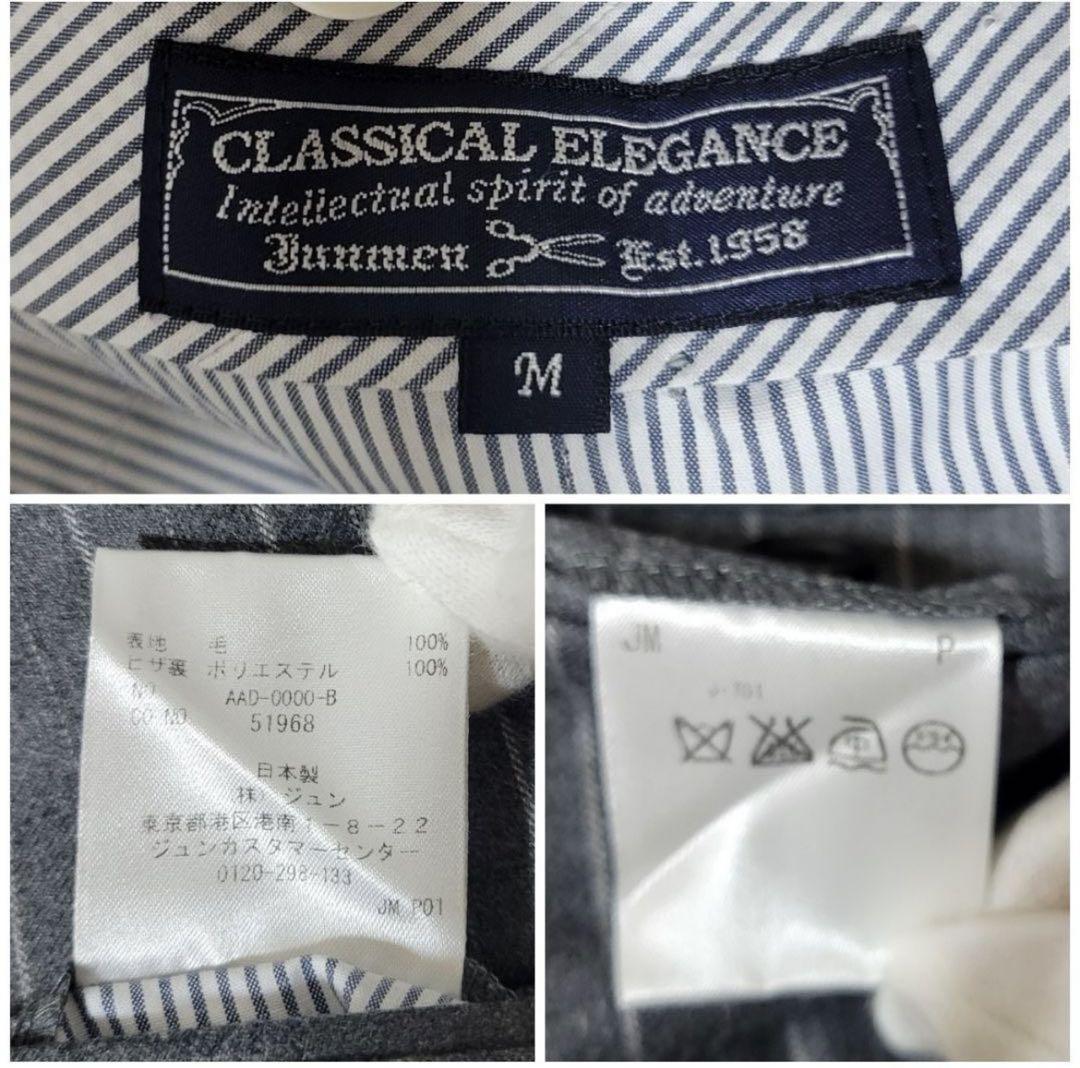 CLASSICAL ELEGANCE
Intellectual spirit of adventure
Junmen Est.1958
M
表地 毛 100%
ヒザ裏 ポリエステル 100%
NO. AAD-0000-B
CO NO. 51968
日本製
株 ジュン
東京都港区港南1-8-22
ジュンカスタマーセンター
0120-298-133
JM P01
JM P